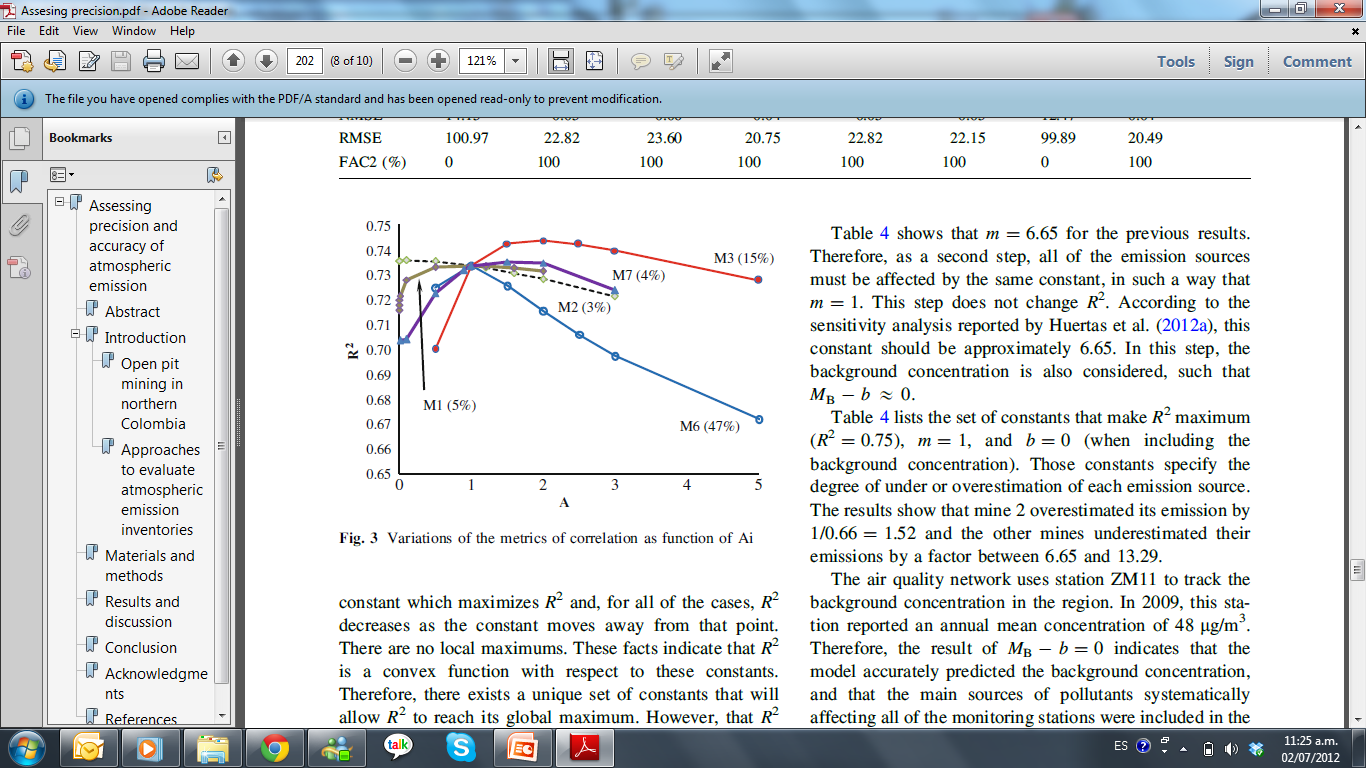 Assesing precision.pdf - Adobe Reader
File Edit View Window Help
202 (8 of 10) 121% Tools Sign Comment
The file you have opened complies with the PDF/A standard and has been opened read-only to prevent modification.
Bookmarks
Assessing
precision and
accuracy of
atmospheric
emission
Abstract
Introduction
Open pit
mining in
northern
Colombia
Approaches
to evaluate
atmospheric
emission
inventories
Materials and
methods
Results and
discussion
Conclusion
Acknowledgme
nts
References
RMSE 100.97 22.82 23.60 20.75 22.82 22.15 99.89 20.49
FAC2 (%) 0 100 100 100 100 100 0 100
0.75
0.74
0.73
0.72
0.71
0.70
0.69
0.68
0.67
0.66
0.65
R²
0 1 2 3 4 5
A
M3 (15%)
M7 (4%)
M2 (3%)
M1 (5%)
M6 (47%)
Fig. 3 Variations of the metrics of correlation as function of Ai
constant which maximizes R² and, for all of the cases, R²
decreases as the constant moves away from that point.
There are no local maximums. These facts indicate that R²
is a convex function with respect to these constants.
Therefore, there exists a unique set of constants that will
allow R² to reach its global maximum. However, that R²
Table 4 shows that m = 6.65 for the previous results.
Therefore, as a second step, all of the emission sources
must be affected by the same constant, in such a way that
m = 1. This step does not change R². According to the
sensitivity analysis reported by Huertas et al. (2012a), this
constant should be approximately 6.65. In this step, the
background concentration is also considered, such that
M_B − b ≈ 0.
Table 4 lists the set of constants that make R² maximum
(R² = 0.75), m = 1, and b = 0 (when including the
background concentration). Those constants specify the
degree of under or overestimation of each emission source.
The results show that mine 2 overestimated its emission by
1/0.66 = 1.52 and the other mines underestimated their
emissions by a factor between 6.65 and 13.29.
The air quality network uses station ZM11 to track the
background concentration in the region. In 2009, this sta-
tion reported an annual mean concentration of 48 μg/m³.
Therefore, the result of M_B − b = 0 indicates that the
model accurately predicted the background concentration,
and that the main sources of pollutants systematically
affecting all of the monitoring stations were included in the
talk
ES
11:25 a.m.
02/07/2012